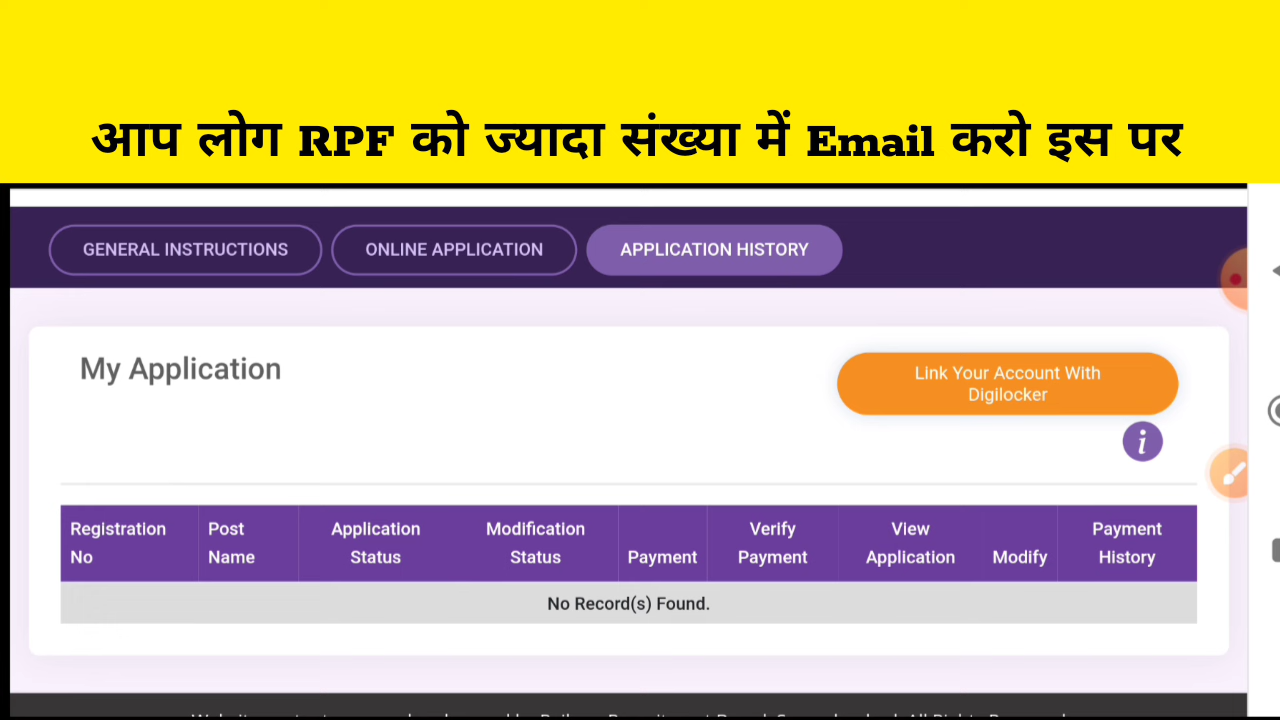 आप लोग RPF को ज्यादा संख्या में Email करो इस पर
GENERAL INSTRUCTIONS ONLINE APPLICATION APPLICATION HISTORY
My Application
Link Your Account With
Digilocker
i
Registration No Post Name Application Status Modification Status Payment Verify Payment View Application Modify Payment History
No Record(s) Found.